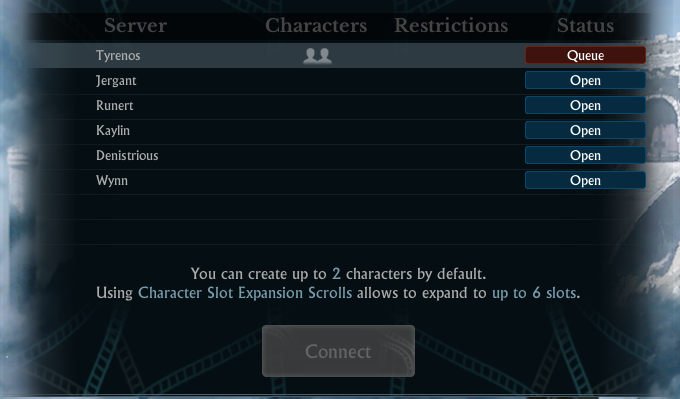 Server Characters Restrictions Status
Tyrenos Queue
Jergant Open
Runert Open
Kaylin Open
Denistrious Open
Wynn Open
You can create up to 2 characters by default.
Using Character Slot Expansion Scrolls allows to expand to up to 6 slots.
Connect